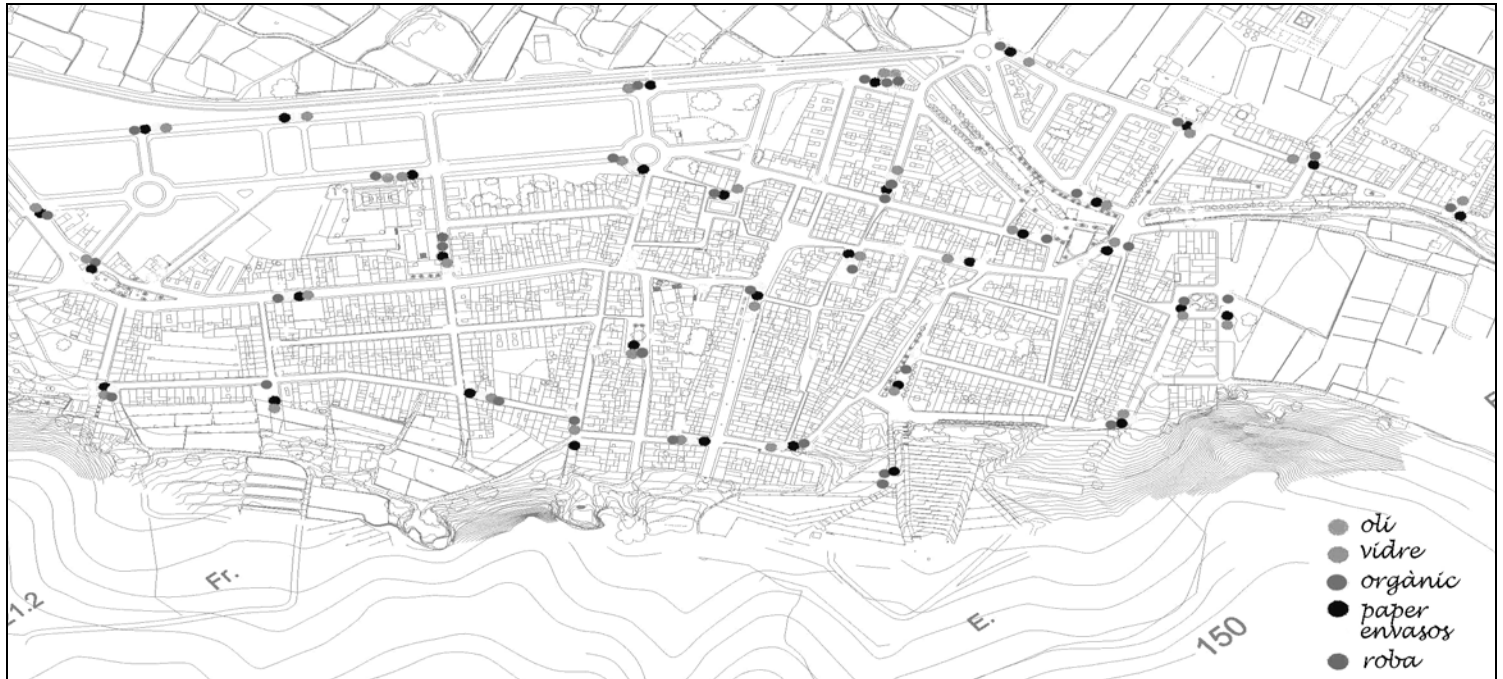 Fr.
E.
150
oli
vidre
orgànic
paper
envasos
roba